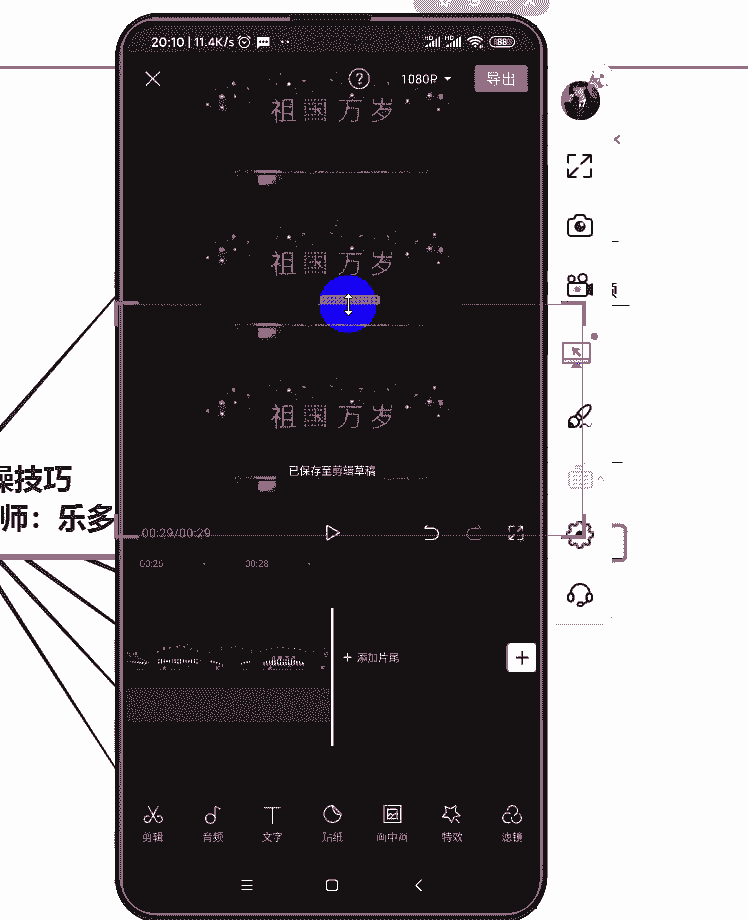 20:10 | 11.4K/s
88
1080P
导出
祖国万岁
祖国万岁
祖国万岁
已保存至剪辑草稿
操技巧
师：乐多
00:29/00:29
00:26
00:28
+ 添加片尾
剪辑
音频
文字
贴纸
画中画
特效
滤镜